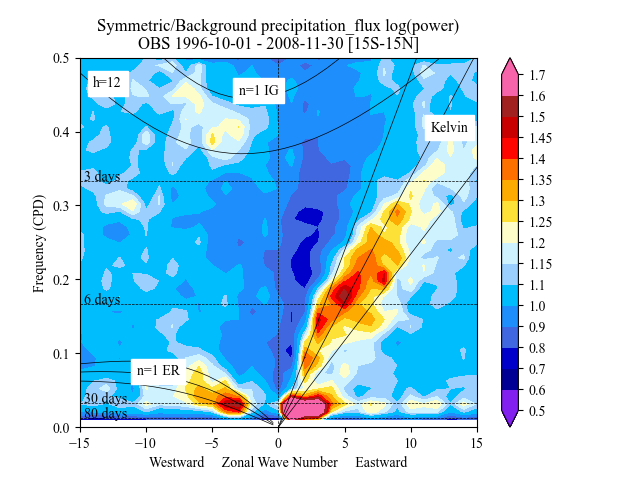 Symmetric/Background precipitation_flux log(power)
OBS 1996-10-01 - 2008-11-30 [15S-15N]
0.5
0.4
0.3
0.2
0.1
0.0
Frequency (CPD)
h=12
n=1 IG
Kelvin
3 days
6 days
n=1 ER
30 days
80 days
−15 −10 −5 0 5 10 15
Westward Zonal Wave Number Eastward
1.7
1.6
1.5
1.45
1.4
1.35
1.3
1.25
1.2
1.15
1.1
1.0
0.9
0.8
0.7
0.6
0.5